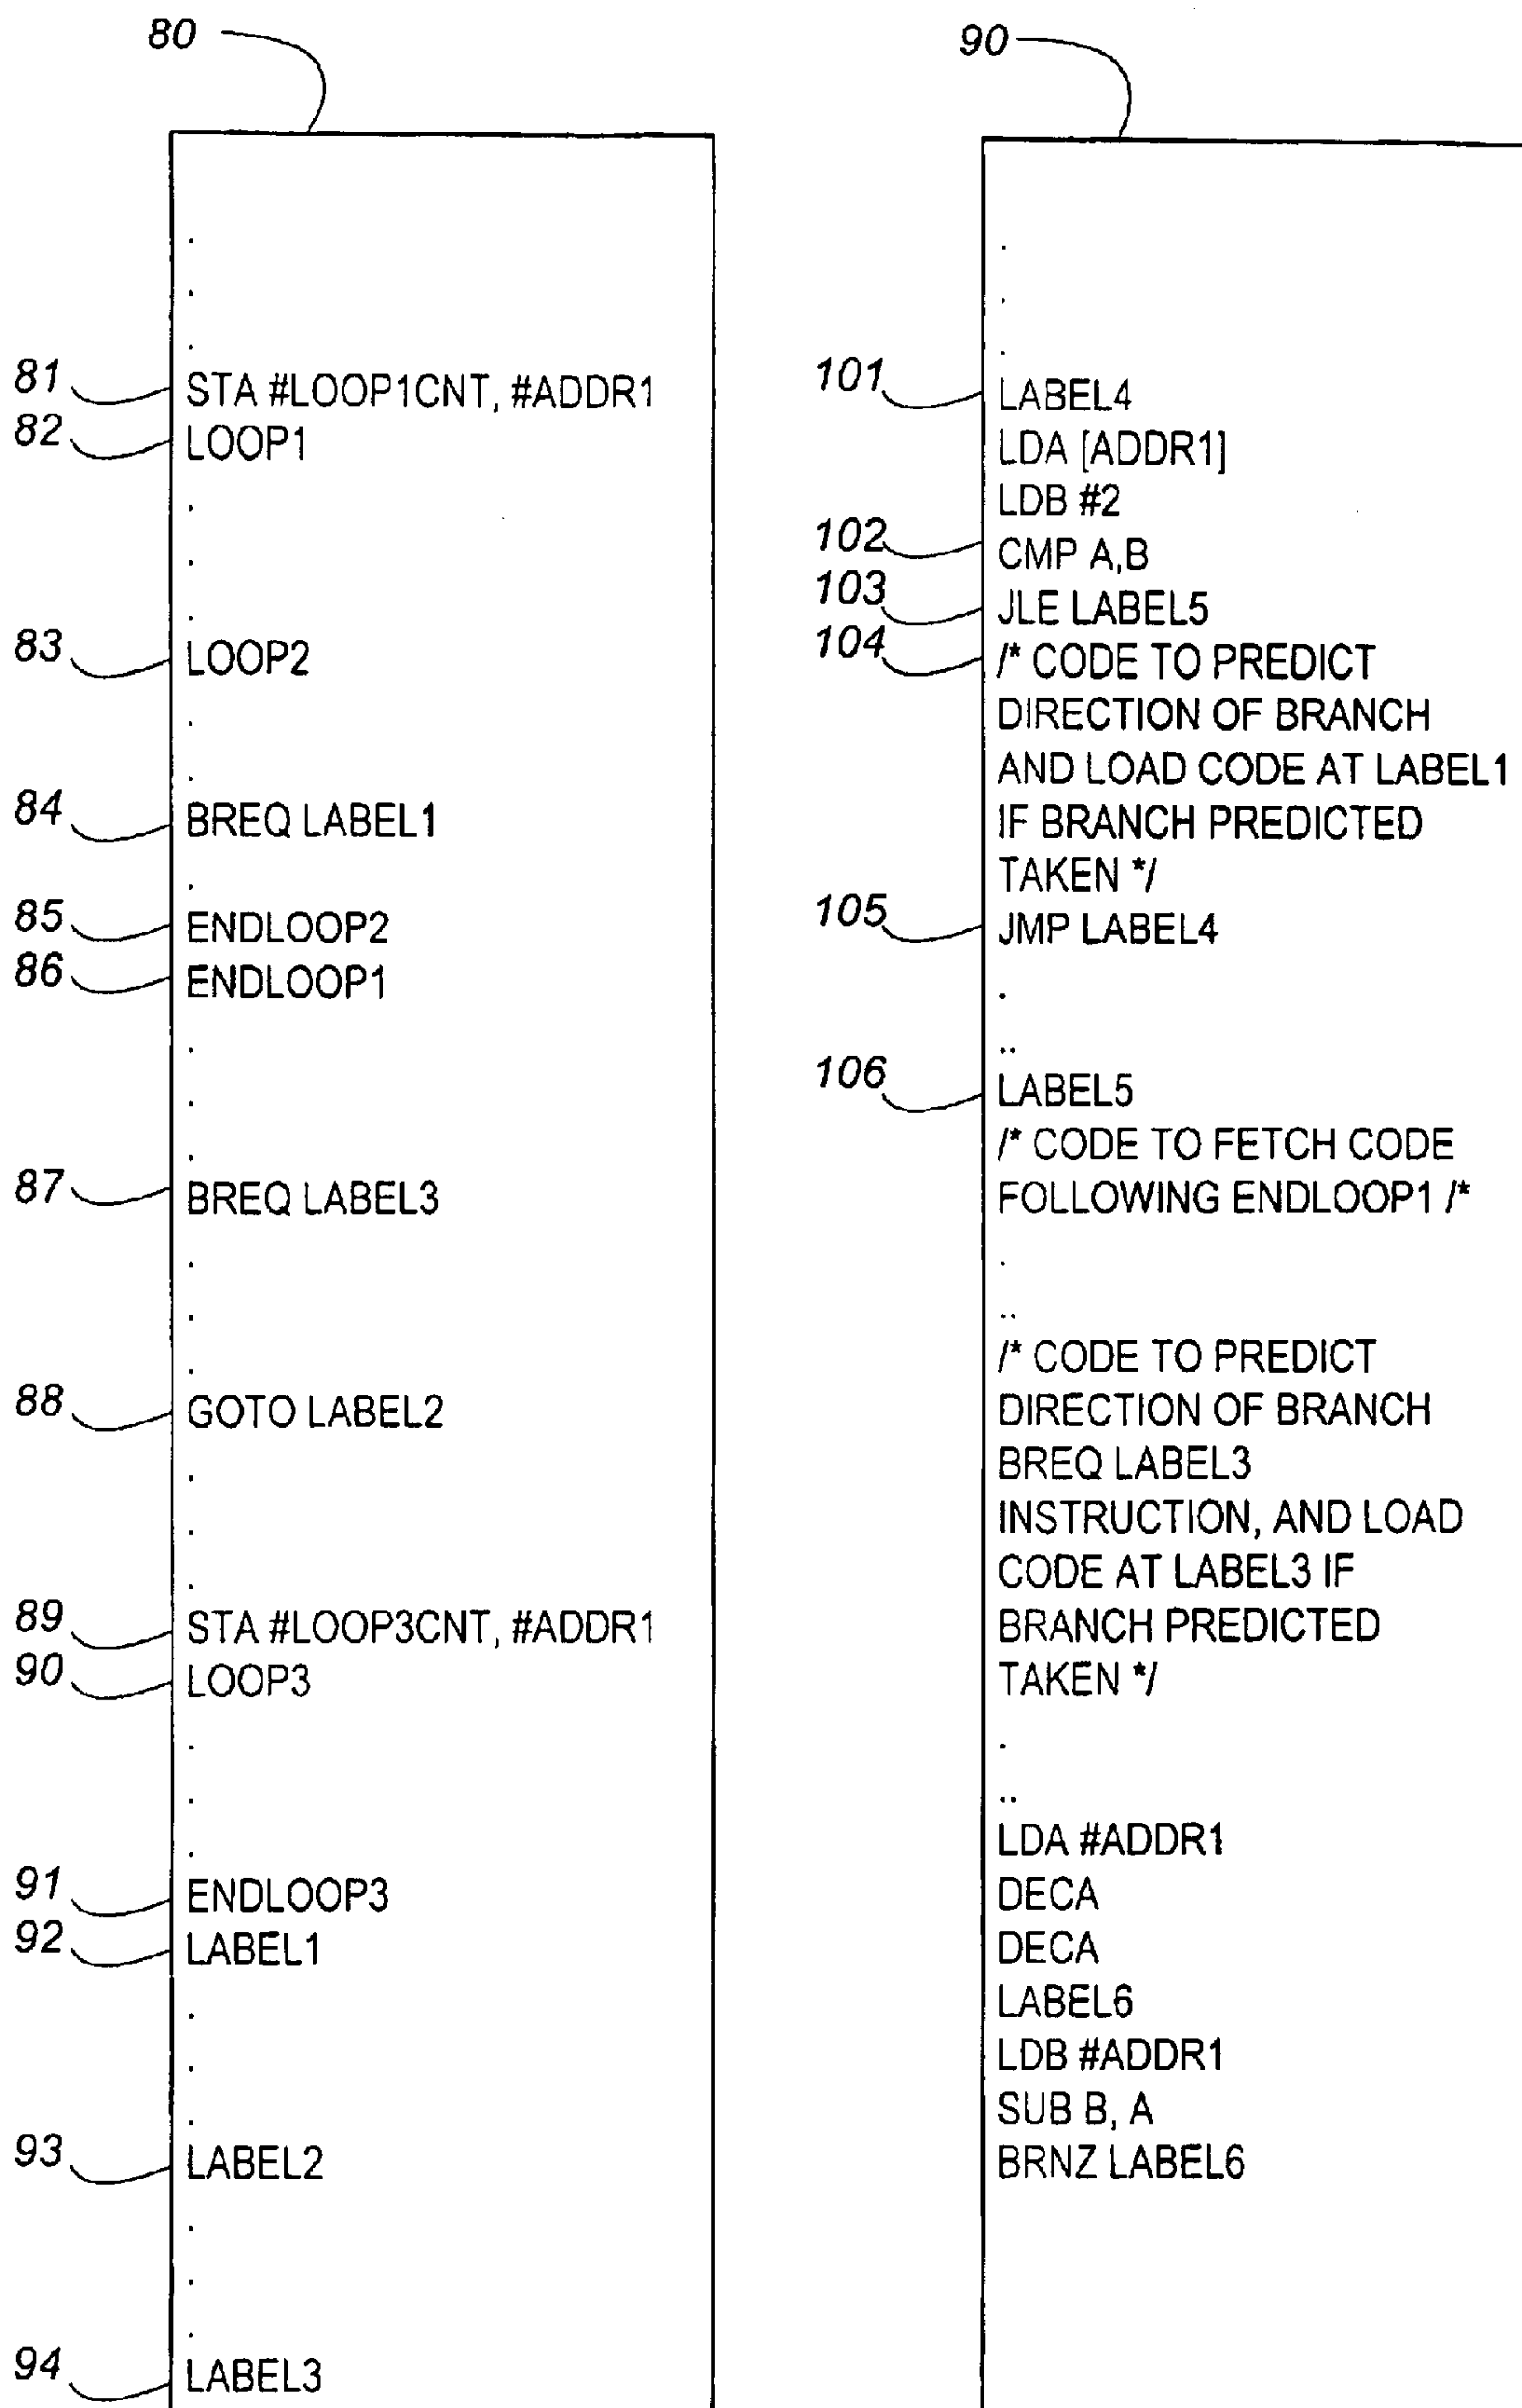 80
.
.
.
81 STA #LOOP1CNT, #ADDR1
82 LOOP1
.
.
.
83 LOOP2
.
.
84 BREQ LABEL1
.
85 ENDLOOP2
86 ENDLOOP1
.
.
.
87 BREQ LABEL3
.
.
.
88 GOTO LABEL2
.
.
.
89 STA #LOOP3CNT, #ADDR1
90 LOOP3
.
.
.
91 ENDLOOP3
92 LABEL1
.
.
.
93 LABEL2
.
.
.
94 LABEL3
90
.
.
.
101 LABEL4
LDA [ADDR1]
LDB #2
102 CMP A,B
103 JLE LABEL5
104 /* CODE TO PREDICT
DIRECTION OF BRANCH
AND LOAD CODE AT LABEL1
IF BRANCH PREDICTED
TAKEN */
105 JMP LABEL4
.
..
106 LABEL5
/* CODE TO FETCH CODE
FOLLOWING ENDLOOP1 /*
.
..
/* CODE TO PREDICT
DIRECTION OF BRANCH
BREQ LABEL3
INSTRUCTION, AND LOAD
CODE AT LABEL3 IF
BRANCH PREDICTED
TAKEN */
.
..
LDA #ADDR1
DECA
DECA
LABEL6
LDB #ADDR1
SUB B, A
BRNZ LABEL6